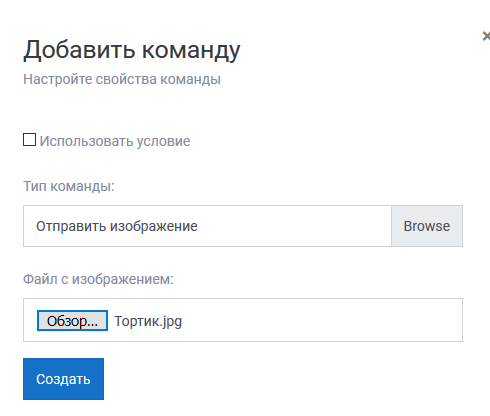 Добавить команду
Настройте свойства команды
Использовать условие
Тип команды:
Отправить изображение Browse
Файл с изображением:
Обзор... Тортик.jpg
Создать